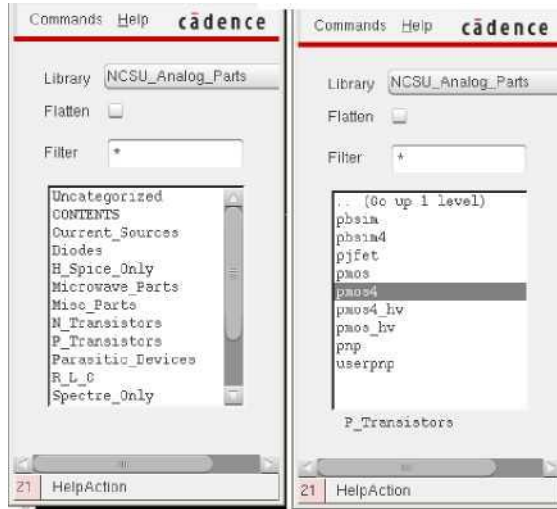 Commands Help cādence
Library NCSU_Analog_Parts
Flatten
Filter *
Uncategorized
CONTENTS
Current_Sources
Diodes
H_Spice_Only
Microwave_Parts
Misc_Parts
N_Transistors
P_Transistors
Parasitic_Devices
R_L_C
Spectre_Only
21 HelpAction
Commands Help cādence
Library NCSU_Analog_Parts
Flatten
Filter *
.. (Go up 1 level)
pbsim
pbsim4
pjfet
pmos
pmos4
pmos4_hv
pmos_hv
pnp
userpnp
P_Transistors
21 HelpAction